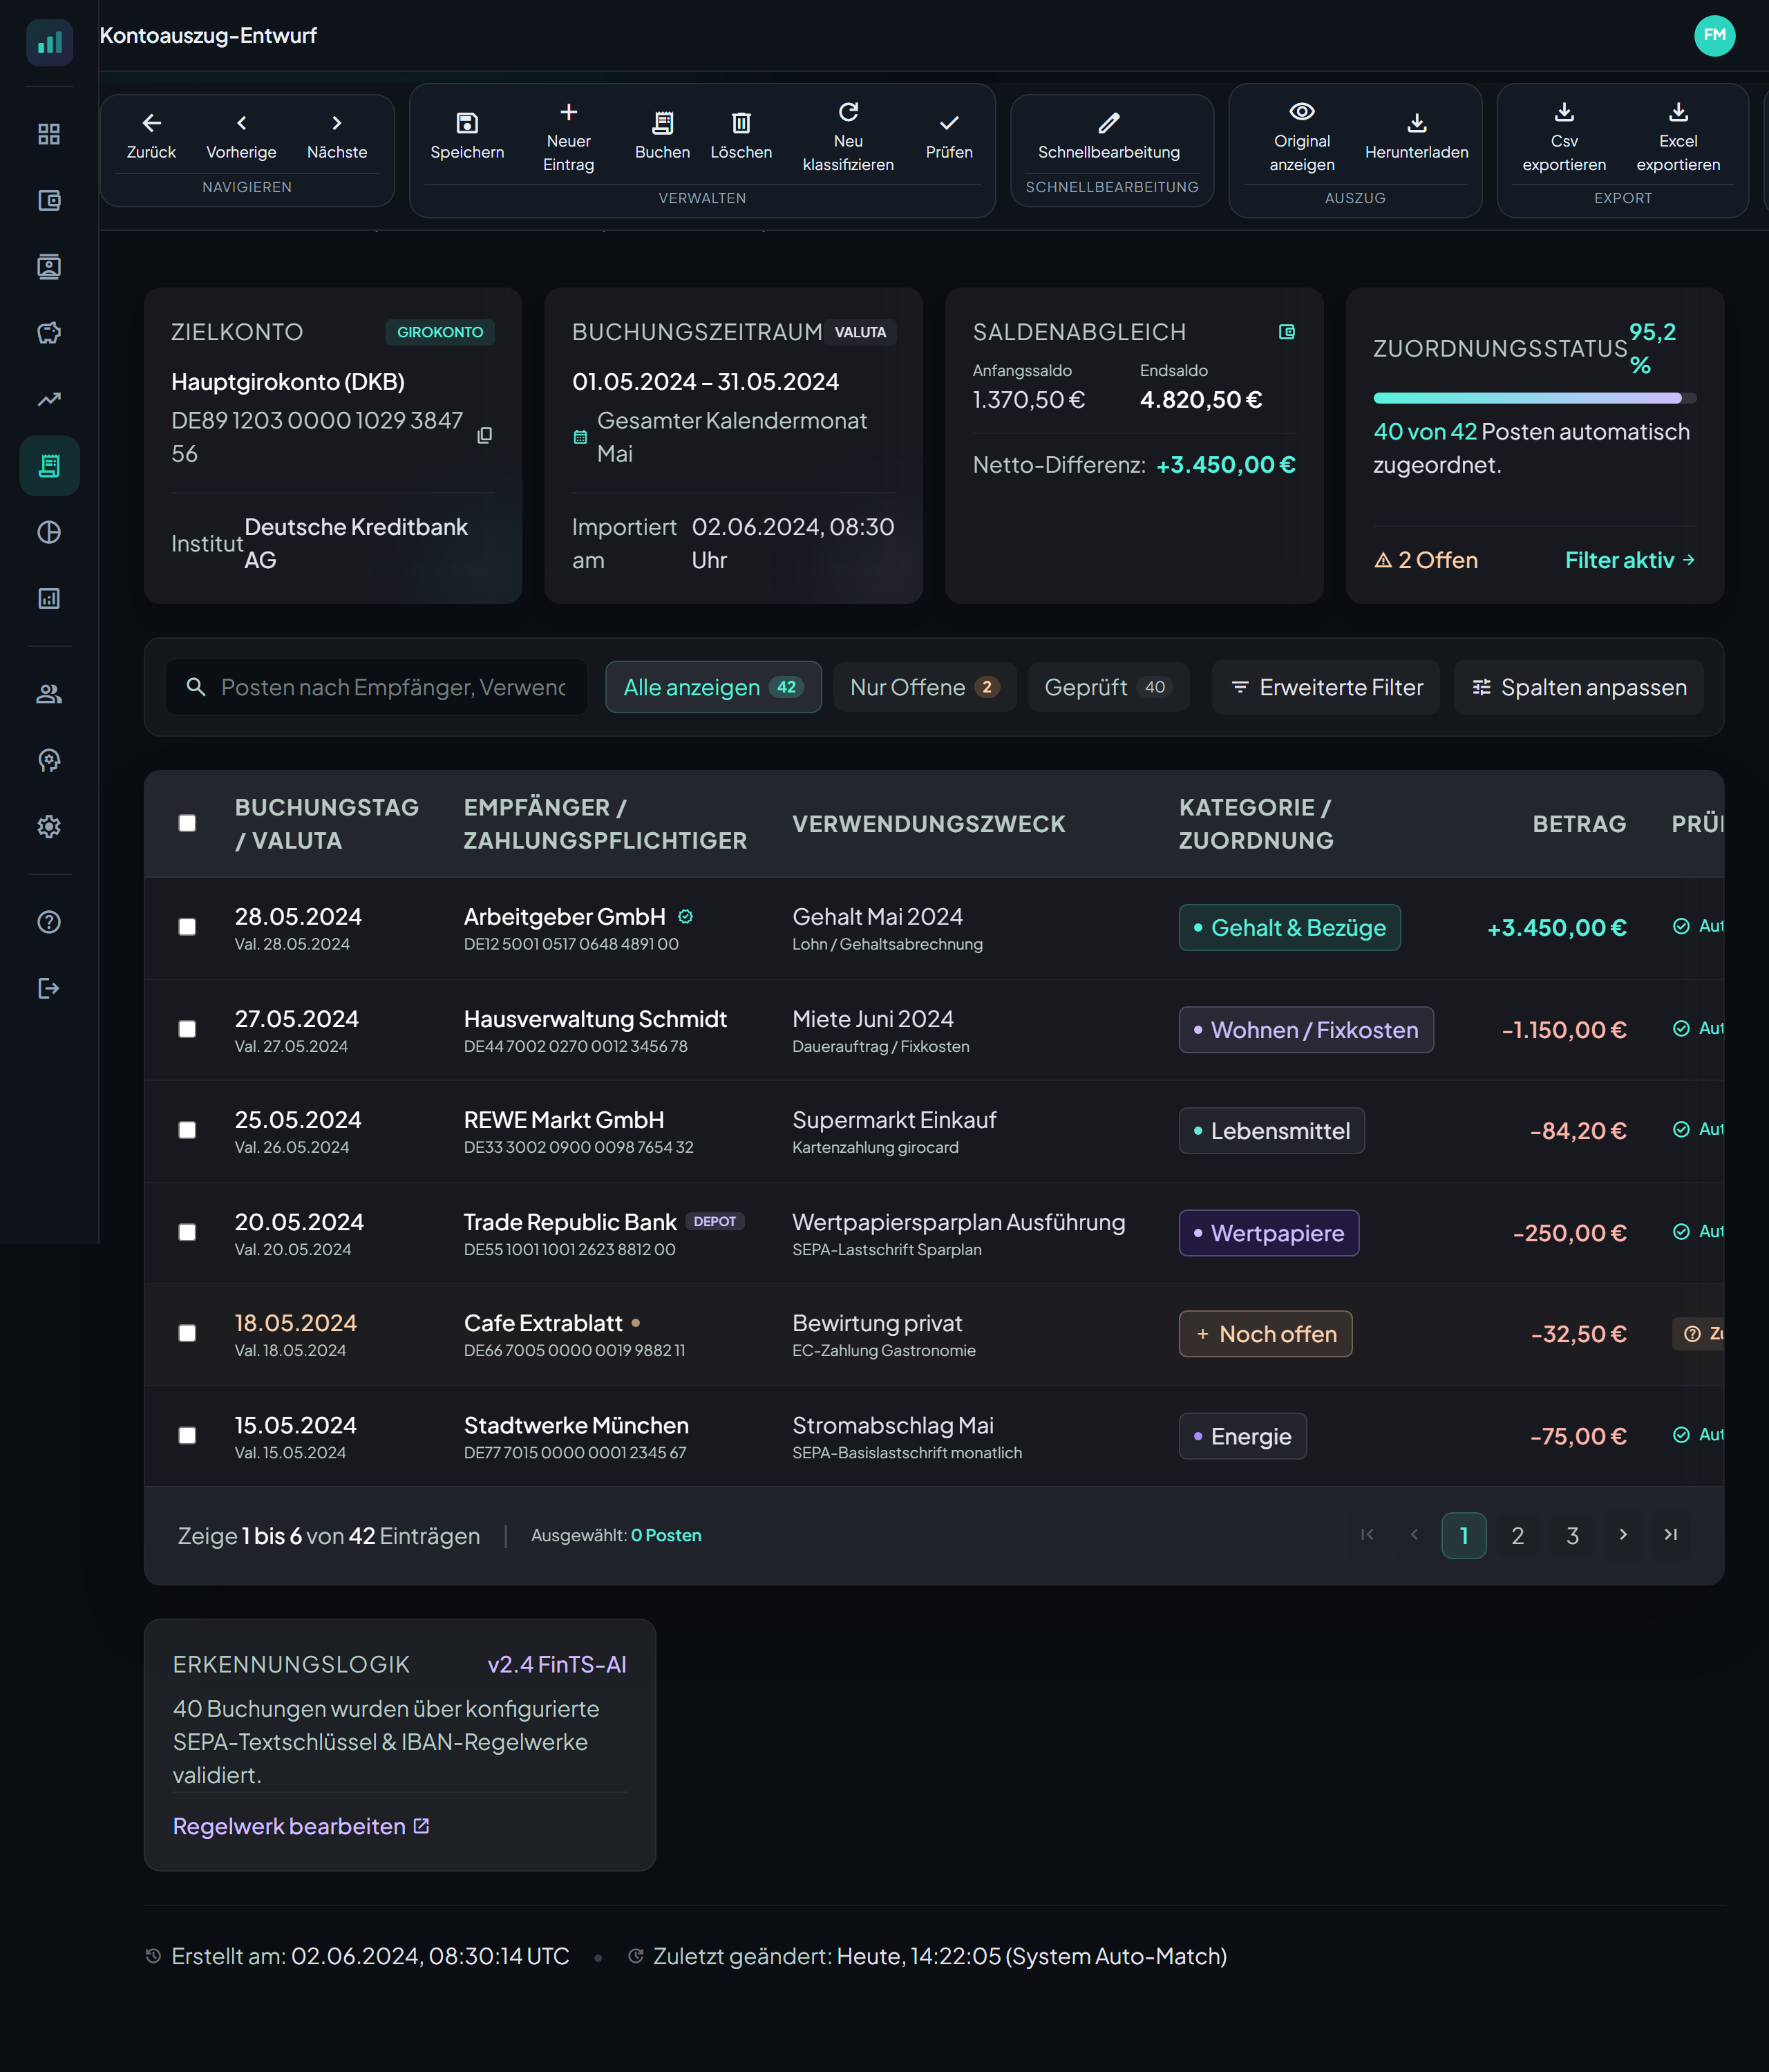 Kontoauszug-Entwurf
FM
Zurück
Vorherige
Nächste
NAVIGIEREN
Speichern
Neuer
Eintrag
Buchen
Löschen
Neu
klassifizieren
Prüfen
VERWALTEN
Schnellbearbeitung
SCHNELLBEARBEITUNG
Original
anzeigen
Herunterladen
AUSZUG
Csv
exportieren
Excel
exportieren
EXPORT
ZIELKONTO
GIROKONTO
Hauptgirokonto (DKB)
DE89 1203 0000 1029 3847
56
Institut
Deutsche Kreditbank
AG
BUCHUNGSZEITRAUM
VALUTA
01.05.2024 – 31.05.2024
Gesamter Kalendermonat
Mai
Importiert
am
02.06.2024, 08:30
Uhr
SALDENABGLEICH
Anfangssaldo
Endsaldo
1.370,50 €
4.820,50 €
Netto-Differenz: +3.450,00 €
ZUORDNUNGSSTATUS
95,2
%
40 von 42 Posten automatisch
zugeordnet.
2 Offen
Filter aktiv
Posten nach Empfänger, Verwenc
Alle anzeigen 42
Nur Offene 2
Geprüft 40
Erweiterte Filter
Spalten anpassen
BUCHUNGSTAG
/ VALUTA
EMPFÄNGER /
ZAHLUNGSPFLICHTIGER
VERWENDUNGSZWECK
KATEGORIE /
ZUORDNUNG
BETRAG
28.05.2024
Val. 28.05.2024
Arbeitgeber GmbH
DE12 5001 0517 0648 4891 00
Gehalt Mai 2024
Lohn / Gehaltsabrechnung
Gehalt & Bezüge
+3.450,00 €
Aut
27.05.2024
Val. 27.05.2024
Hausverwaltung Schmidt
DE44 7002 0270 0012 3456 78
Miete Juni 2024
Dauerauftrag / Fixkosten
Wohnen / Fixkosten
-1.150,00 €
Aut
25.05.2024
Val. 26.05.2024
REWE Markt GmbH
DE33 3002 0900 0098 7654 32
Supermarkt Einkauf
Kartenzahlung girocard
Lebensmittel
-84,20 €
Aut
20.05.2024
Val. 20.05.2024
Trade Republic Bank DEPOT
DE55 1001 1001 2623 8812 00
Wertpapiersparplan Ausführung
SEPA-Lastschrift Sparplan
Wertpapiere
-250,00 €
Aut
18.05.2024
Val. 18.05.2024
Cafe Extrablatt
DE66 7005 0000 0019 9882 11
Bewirtung privat
EC-Zahlung Gastronomie
+ Noch offen
-32,50 €
15.05.2024
Val. 15.05.2024
Stadtwerke München
DE77 7015 0000 0001 2345 67
Stromabschlag Mai
SEPA-Basislastschrift monatlich
Energie
-75,00 €
Aut
Zeige 1 bis 6 von 42 Einträgen
Ausgewählt: 0 Posten
1 2 3
ERKENNUNGSLOGIK
v2.4 FinTS-AI
40 Buchungen wurden über konfigurierte
SEPA-Textschlüssel & IBAN-Regelwerke
validiert.
Regelwerk bearbeiten
Erstellt am: 02.06.2024, 08:30:14 UTC
Zuletzt geändert: Heute, 14:22:05 (System Auto-Match)